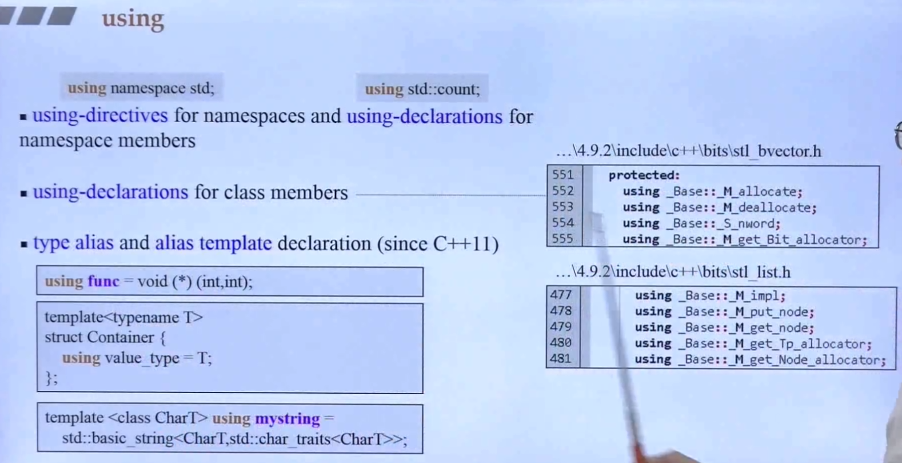 using
using namespace std;
using std::count;
▪ using-directives for namespaces and using-declarations for
namespace members
▪ using-declarations for class members
▪ type alias and alias template declaration (since C++11)
using func = void (*) (int,int);
template<typename T>
struct Container {
using value_type = T;
};
template <class CharT> using mystring =
std::basic_string<CharT,std::char_traits<CharT>>;
...\4.9.2\include\c++\bits\stl_bvector.h
551 protected:
552 using _Base::_M_allocate;
553 using _Base::_M_deallocate;
554 using _Base::_S_nword;
555 using _Base::_M_get_Bit_allocator;
...\4.9.2\include\c++\bits\stl_list.h
477 using _Base::_M_impl;
478 using _Base::_M_put_node;
479 using _Base::_M_get_node;
480 using _Base::_M_get_Tp_allocator;
481 using _Base::_M_get_Node_allocator;